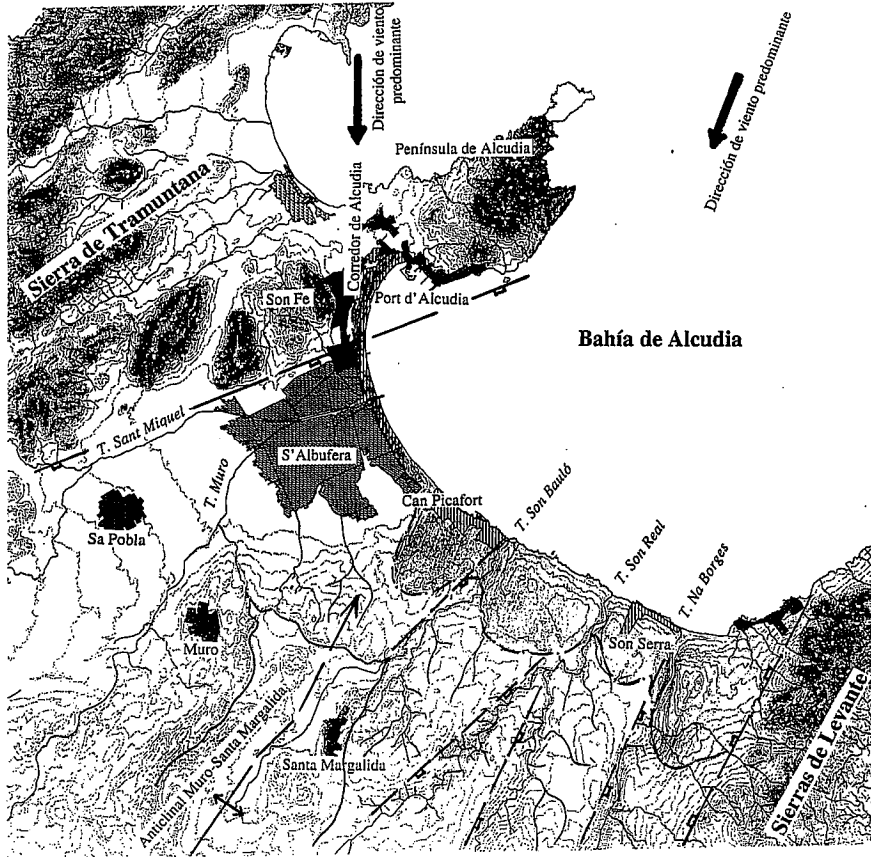 Dirección de viento
predominante
Dirección de viento predominante
Península de Alcudia
Sierra de Tramuntana
Corredor de Alcudia
Son Fe
Port d'Alcudia
Bahía de Alcudia
T. Sant Miquel
S'Albufera
T. Muro
Can Picafort
T. Son Bauló
Sa Pobla
T. Son Real
T. Na Borges
Muro
Son Serra
Santa Margalida
Anticlinal Muro-Santa Margalida
Sierras de Levante